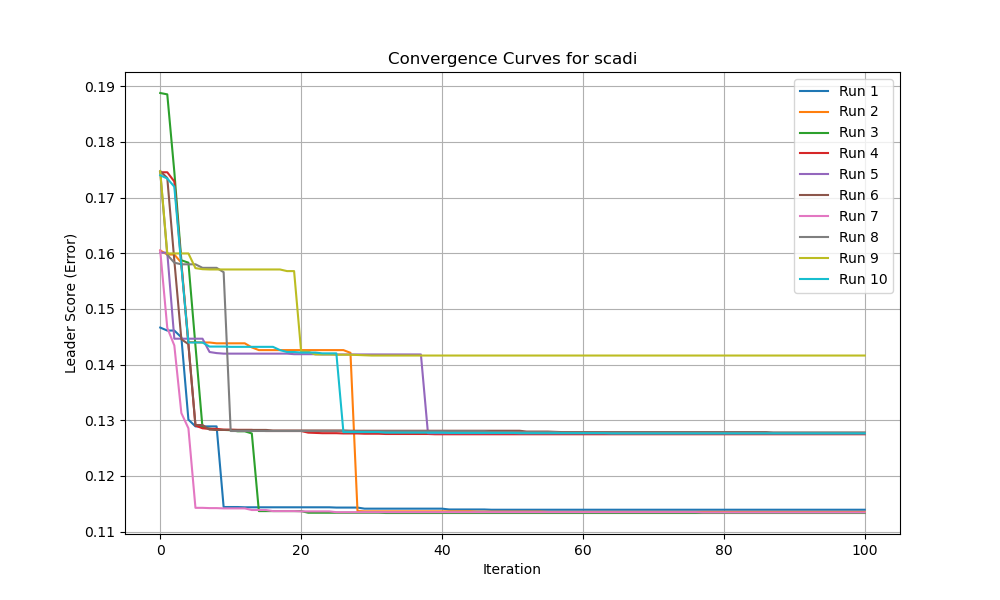 Convergence Curves for scadi
Leader Score (Error)
0.19
0.18
0.17
0.16
0.15
0.14
0.13
0.12
0.11
0
20
40
60
80
100
Iteration
Run 1
Run 2
Run 3
Run 4
Run 5
Run 6
Run 7
Run 8
Run 9
Run 10